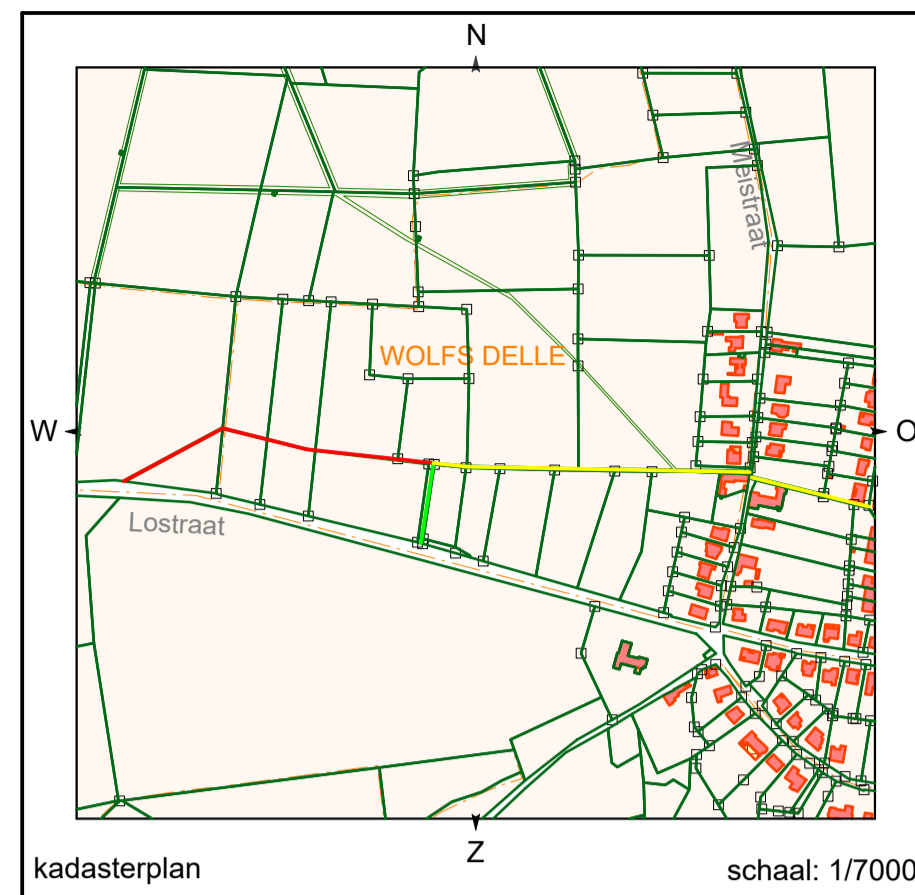 N
Meistraat
WOLFS DELLE
W
O
Lostraat
Z
kadasterplan
schaal: 1/7000